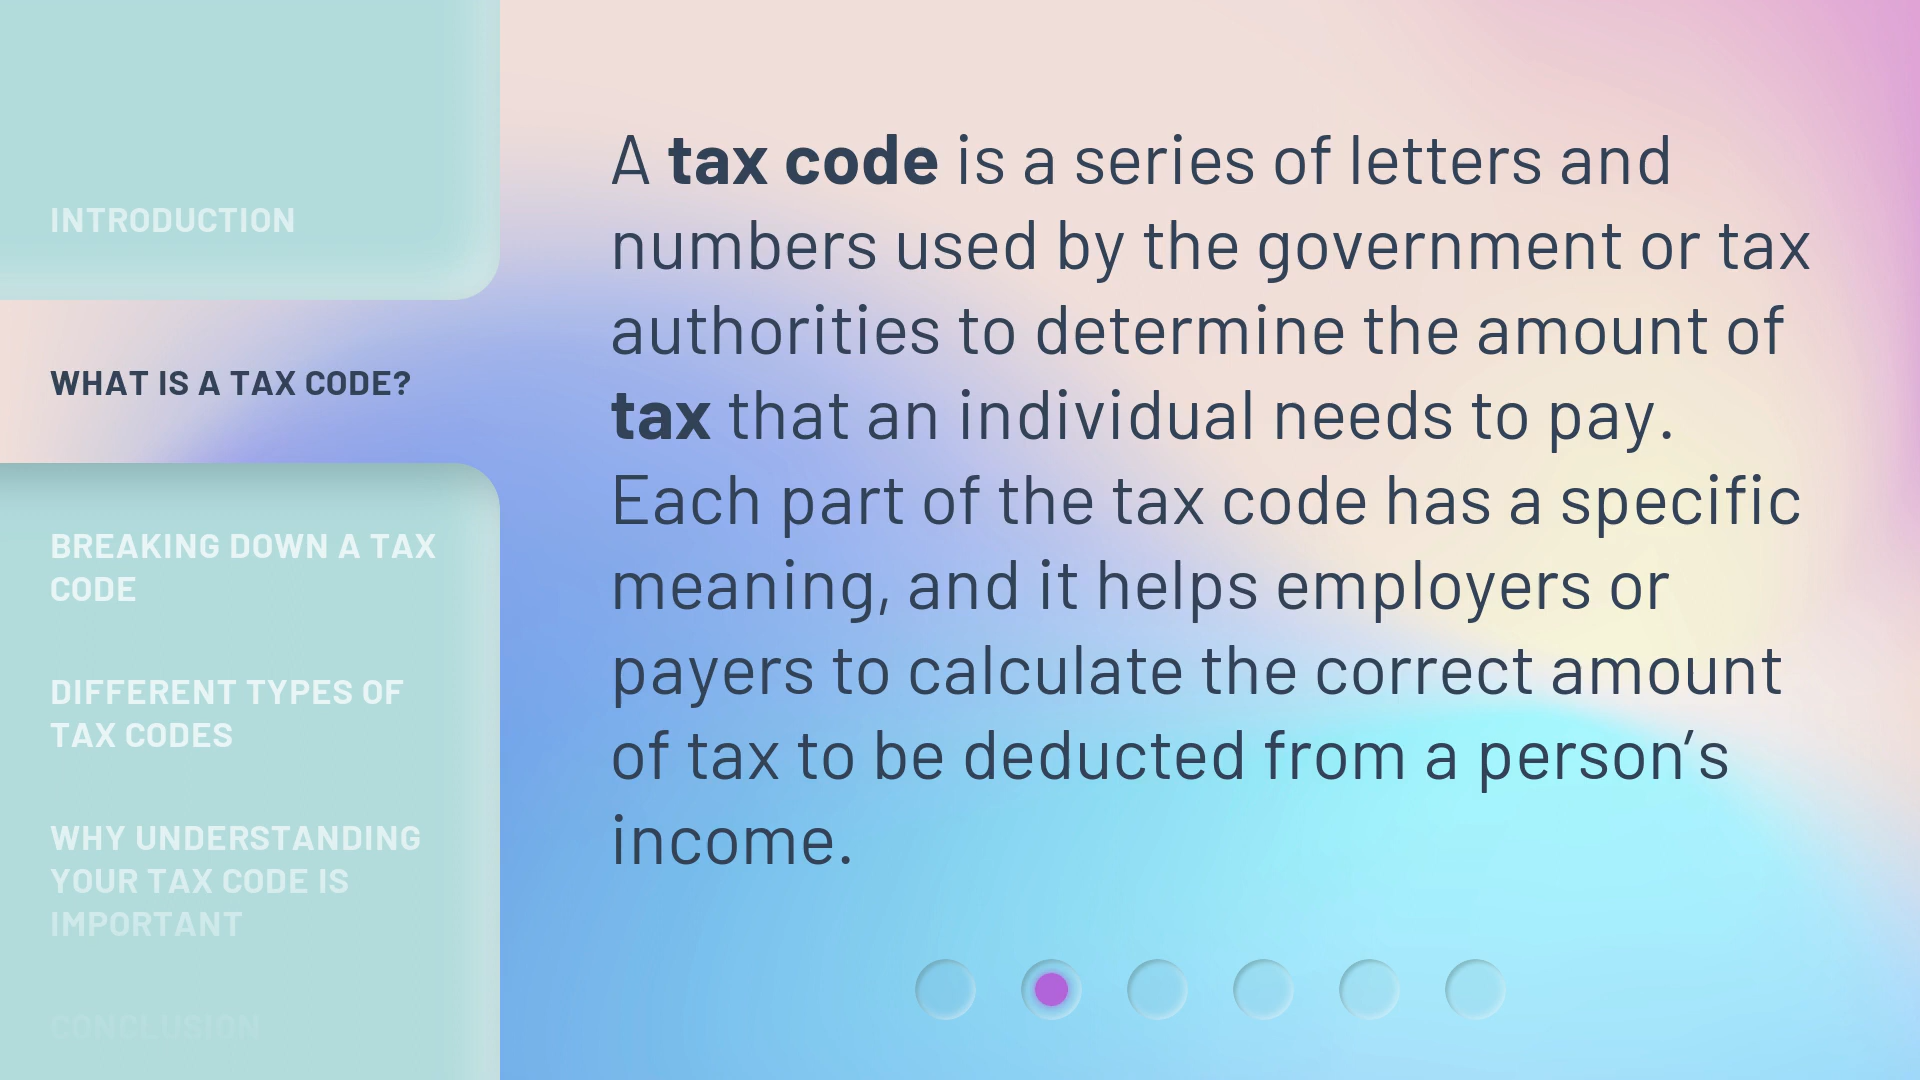 INTRODUCTION
WHAT IS A TAX CODE?
BREAKING DOWN A TAX
CODE
DIFFERENT TYPES OF
TAX CODES
WHY UNDERSTANDING
YOUR TAX CODE IS
IMPORTANT
CONCLUSION
A tax code is a series of letters and
numbers used by the government or tax
authorities to determine the amount of
tax that an individual needs to pay.
Each part of the tax code has a specific
meaning, and it helps employers or
payers to calculate the correct amount
of tax to be deducted from a person’s
income.